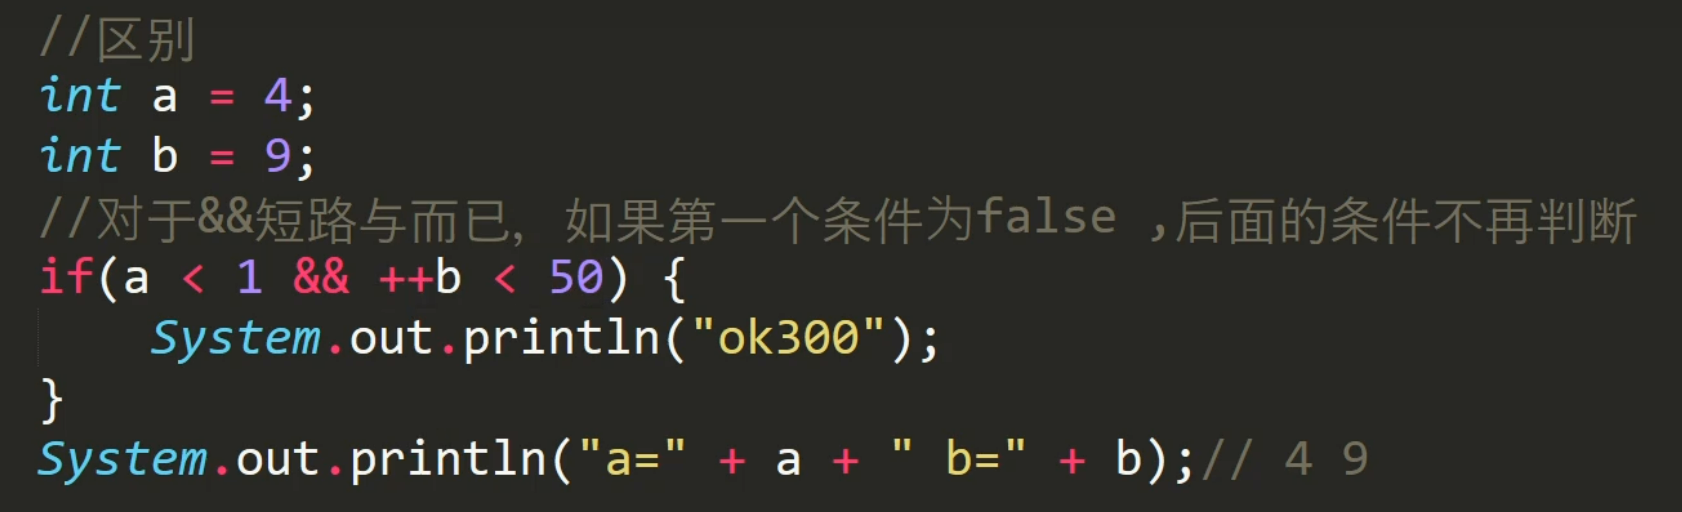 //区别
int a = 4;
int b = 9;
//对于&&短路与而已，如果第一个条件为false ,后面的条件不再判断
if(a < 1 && ++b < 50) {
    System.out.println("ok300");
}
System.out.println("a=" + a + " b=" + b);// 4 9